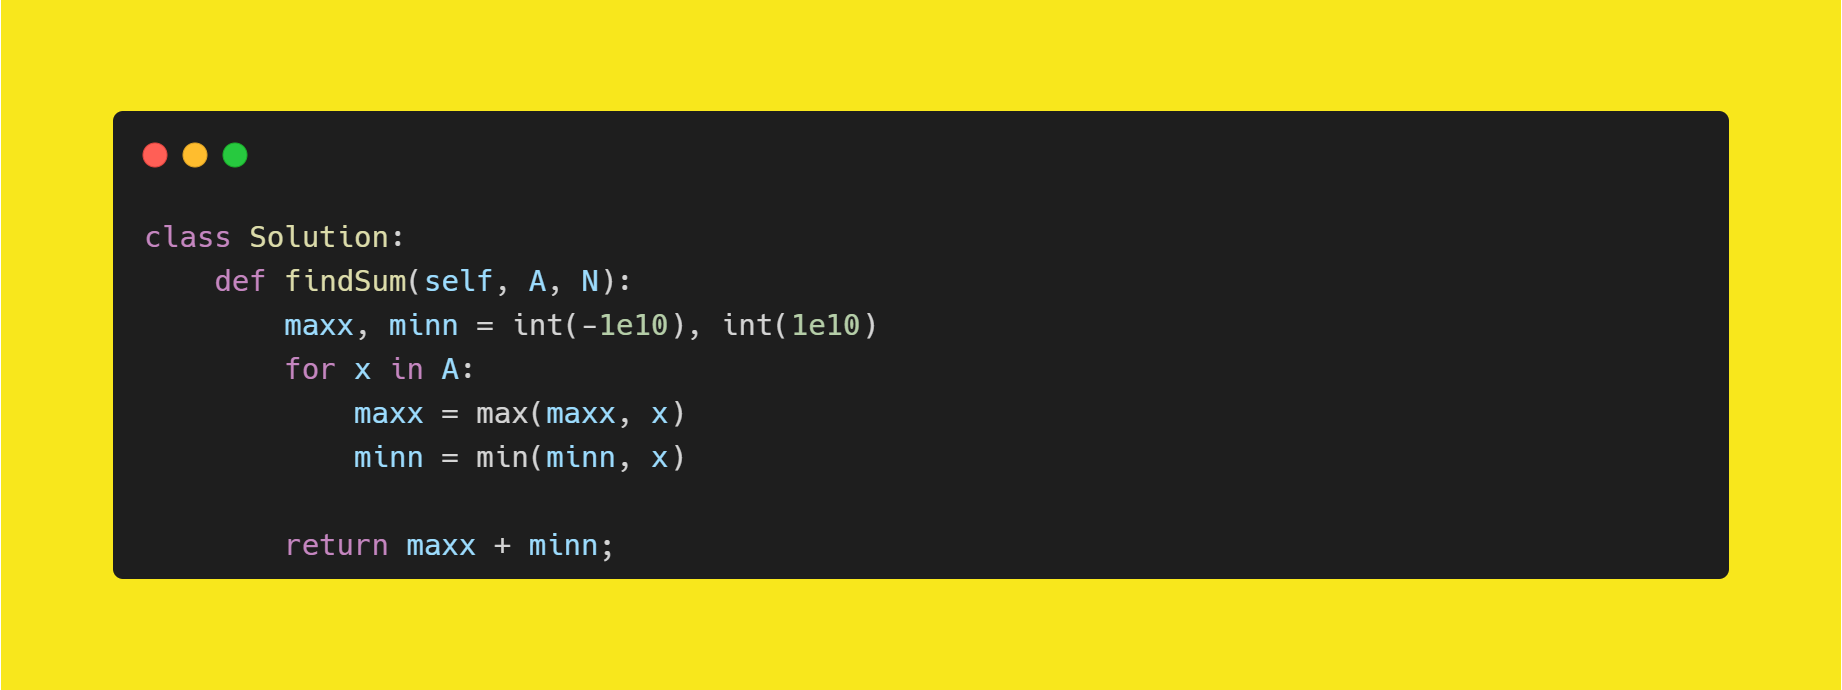 class Solution:
    def findSum(self, A, N):
        maxx, minn = int(-1e10), int(1e10)
        for x in A:
            maxx = max(maxx, x)
            minn = min(minn, x)

        return maxx + minn;